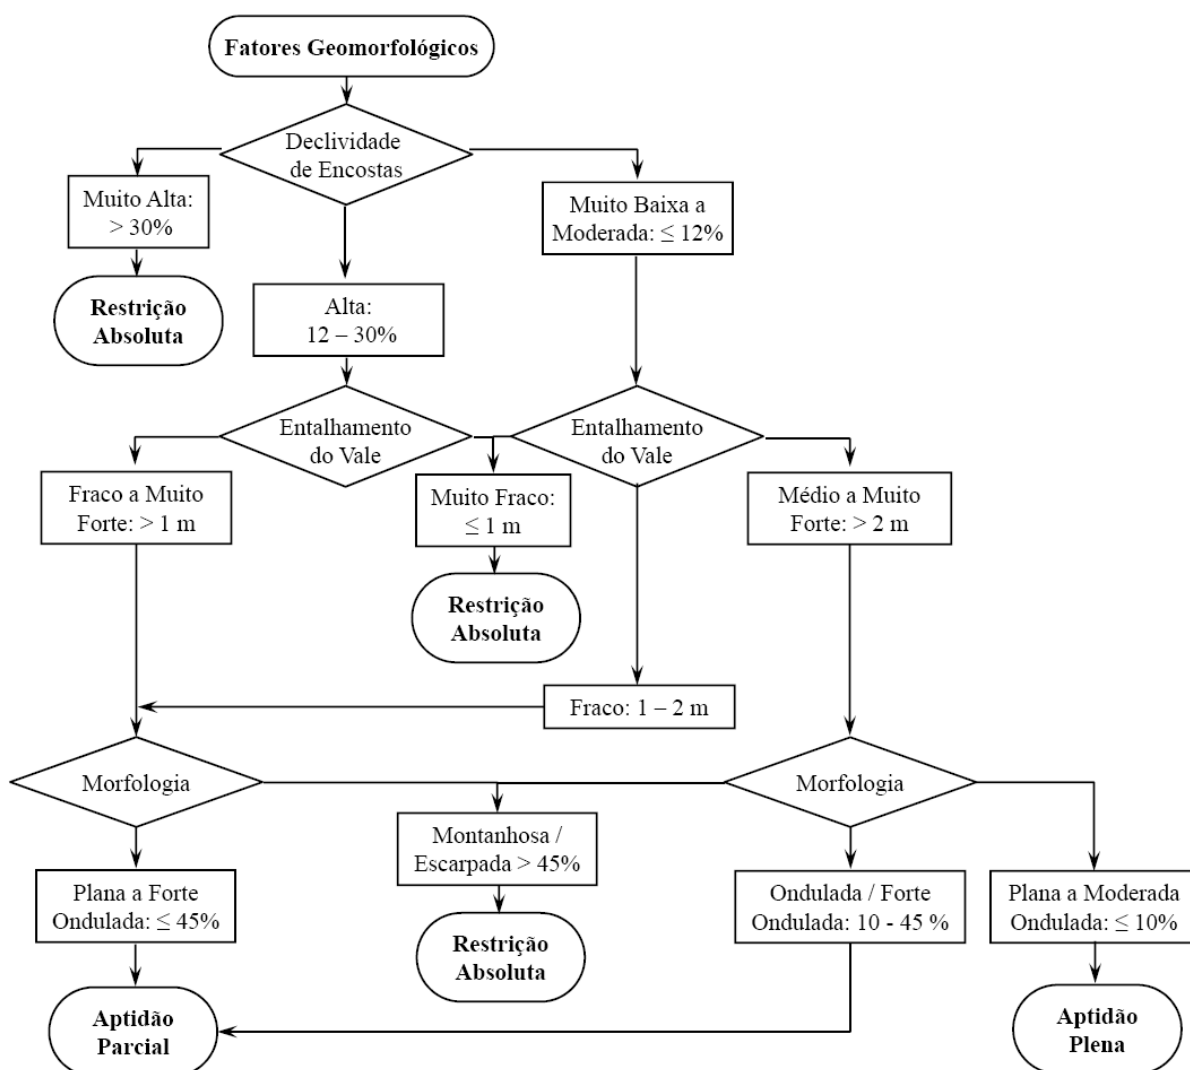 Fatores Geomorfológicos
Declividade
de Encostas
Muito Alta:
> 30%
Muito Baixa a
Moderada: ≤ 12%
Restrição
Absoluta
Alta:
12 – 30%
Entalhamento
do Vale
Entalhamento
do Vale
Fraco a Muito
Forte: > 1 m
Muito Fraco:
≤ 1 m
Médio a Muito
Forte: > 2 m
Restrição
Absoluta
Fraco: 1 – 2 m
Morfologia
Morfologia
Montanhosa /
Escarpada > 45%
Plana a Forte
Ondulada: ≤ 45%
Ondulada / Forte
Ondulada: 10 - 45 %
Plana a Moderada
Ondulada: ≤ 10%
Restrição
Absoluta
Aptidão
Parcial
Aptidão
Plena